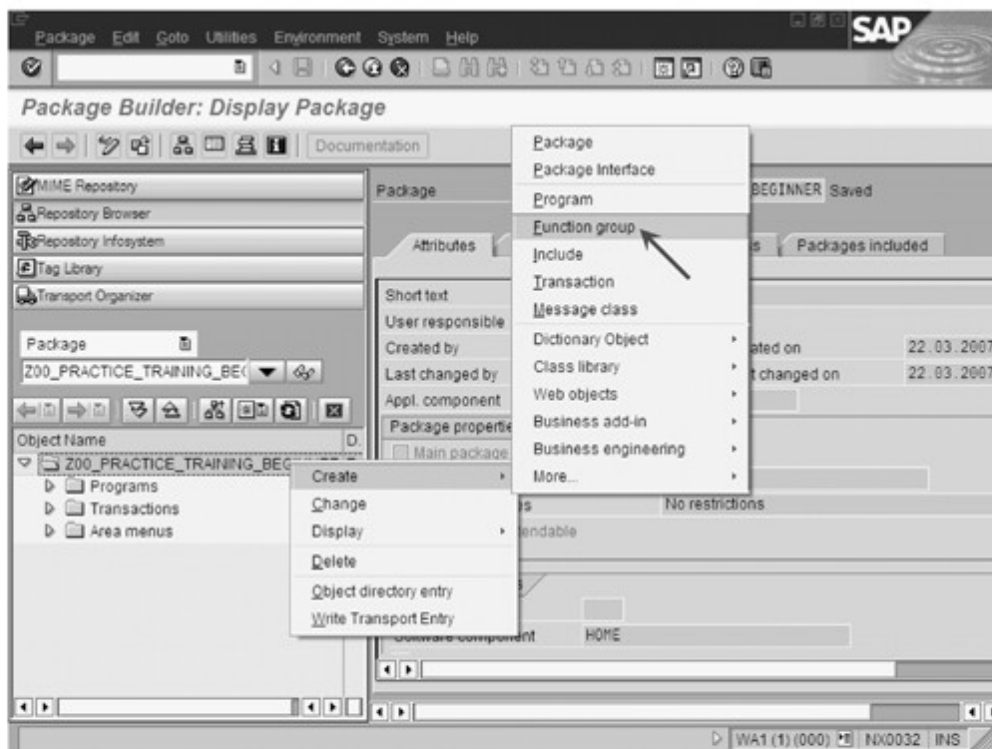 Package Edit Goto Utilities Environment System Help
SAP
Package Builder: Display Package
Documentation
MIME Repository
Repository Browser
Repository Infosystem
Tag Library
Transport Organizer
Package
Z00_PRACTICE_TRAINING_BE(
Object Name D.
Z00_PRACTICE_TRAINING_BEG
Programs
Transactions
Area menus
Create
Change
Display
Delete
Object directory entry
Write Transport Entry
Package
Package Interface
Program
Function group
Include
Transaction
Message class
Dictionary Object
Class library
Web objects
Business add-in
Business engineering
More...
Package BEGINNER Saved
Attributes s Packages included
Short text
User responsible
Created by ated on 22.03.2007
Last changed by t changed on 22.03.2007
Appl. component
Package propertie
Main package
s No restrictions
endable
s
Software component HOME
WA1 (1) (000) NX0032 INS